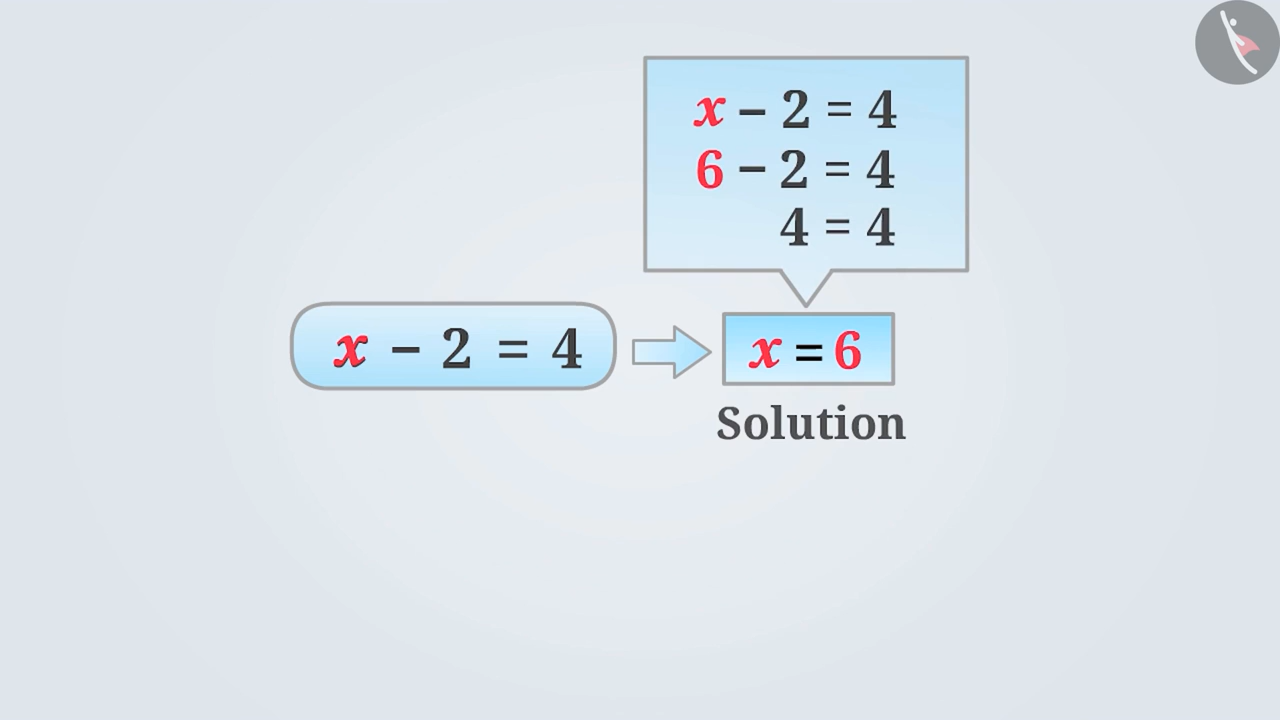 x – 2 = 4
6 – 2 = 4
4 = 4
x – 2 = 4
x = 6
Solution